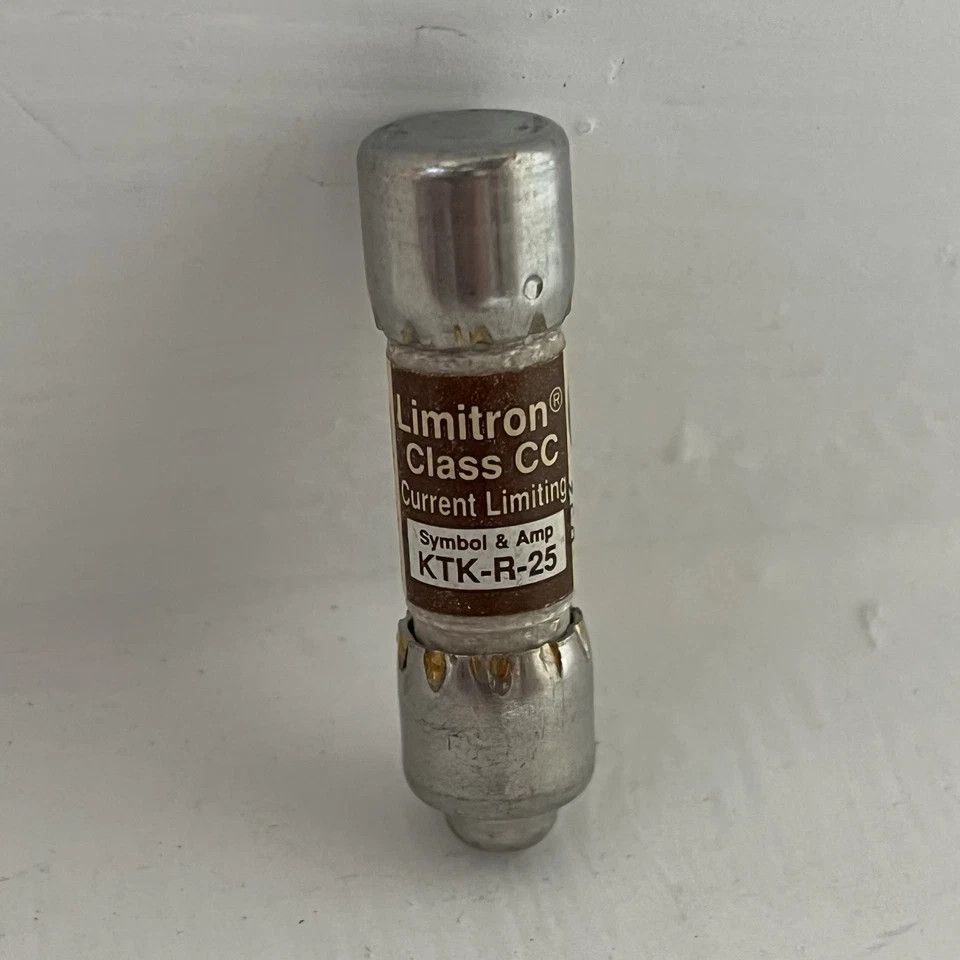 Limitron®
Class CC
Current Limiting
Symbol & Amp
KTK-R-25